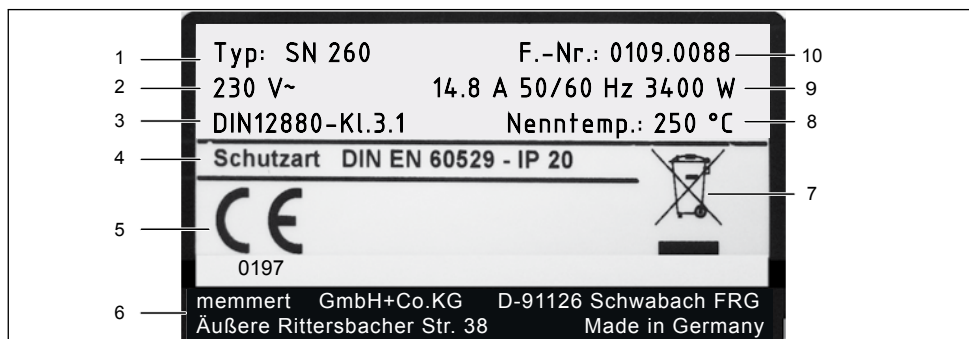 1 Typ: SN 260 F.-Nr.: 0109.0088 10
2 230 V~ 14.8 A 50/60 Hz 3400 W 9
3 DIN12880-Kl.3.1 Nenntemp.: 250 °C 8
4 Schutzart DIN EN 60529 - IP 20
7
5 CE
0197
6 memmert GmbH+Co.KG D-91126 Schwabach FRG
Äußere Rittersbacher Str. 38 Made in Germany